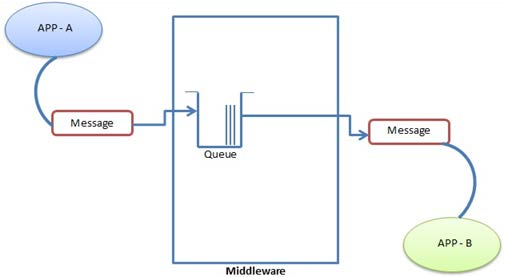 APP - A
Message
Queue
Message
APP - B
Middleware